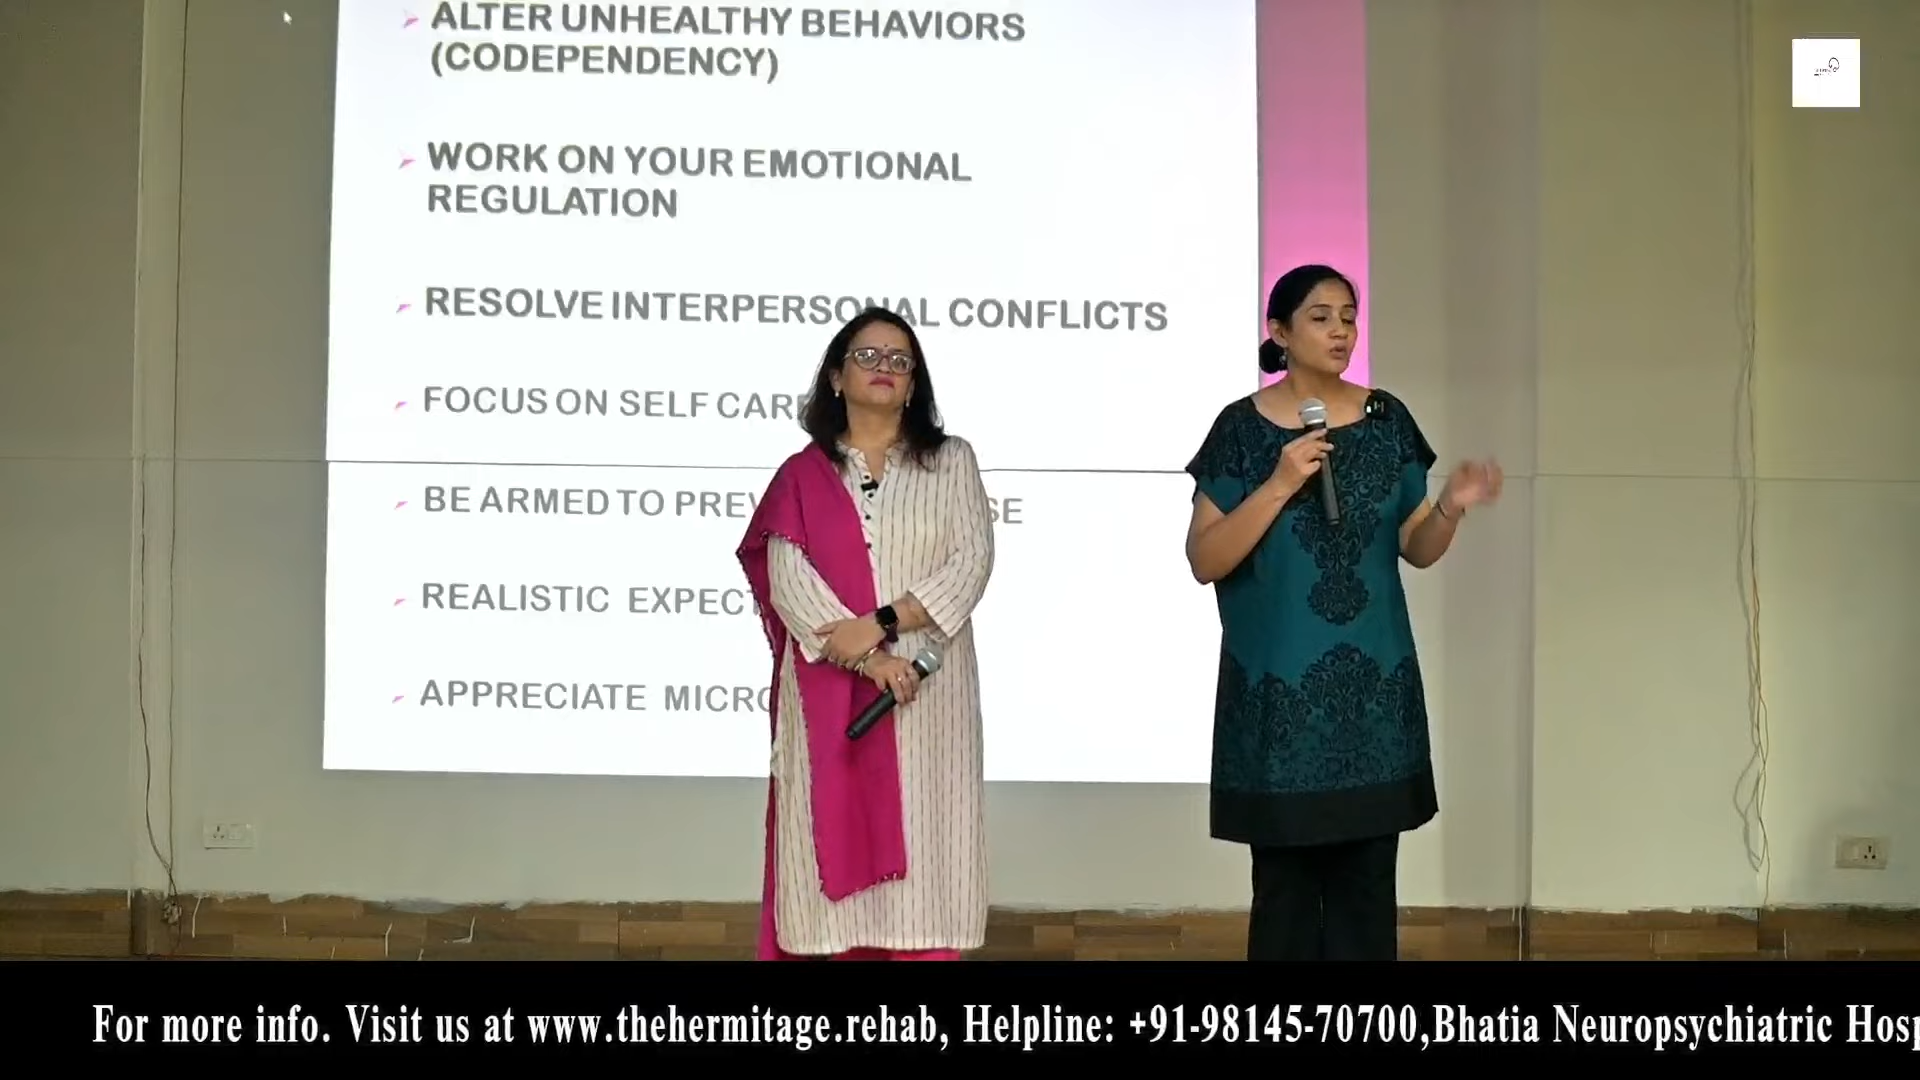 ALTER UNHEALTHY BEHAVIORS
(CODEPENDENCY)
WORK ON YOUR EMOTIONAL
REGULATION
RESOLVE INTERPERSONAL CONFLICTS
FOCUS ON SELF CARE
BE ARMED TO
REALISTIC
APPRECIATE
For more info. Visit us at www.thehermitage.rehab, Helpline: +91-98145-70700,Bhatia Neuropsychiatric